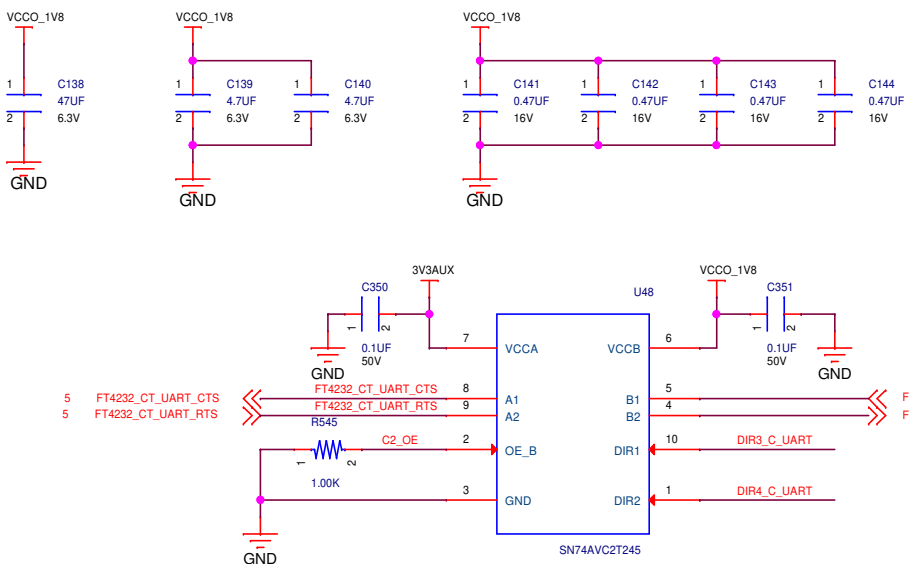 VCCO_1V8 VCCO_1V8 VCCO_1V8
1 C138 1 C139 1 C140 1 C141 1 C142 1 C143 1 C144
47UF 4.7UF 4.7UF 0.47UF 0.47UF 0.47UF 0.47UF
2 6.3V 2 6.3V 2 6.3V 2 16V 2 16V 2 16V 2 16V
GND GND GND
3V3AUX VCCO_1V8
C350 C351
U48
1 2 1 2
0.1UF 0.1UF
50V 50V
GND GND
7 VCCA VCCB 6
5 FT4232_CT_UART_CTS FT4232_CT_UART_CTS 8 A1 B1 5 F
5 FT4232_CT_UART_RTS FT4232_CT_UART_RTS 9 A2 B2 4 F
R545
1 2 C2_OE 2 OE_B DIR1 10 DIR3_C_UART
1.00K
3 GND DIR2 1 DIR4_C_UART
GND
SN74AVC2T245